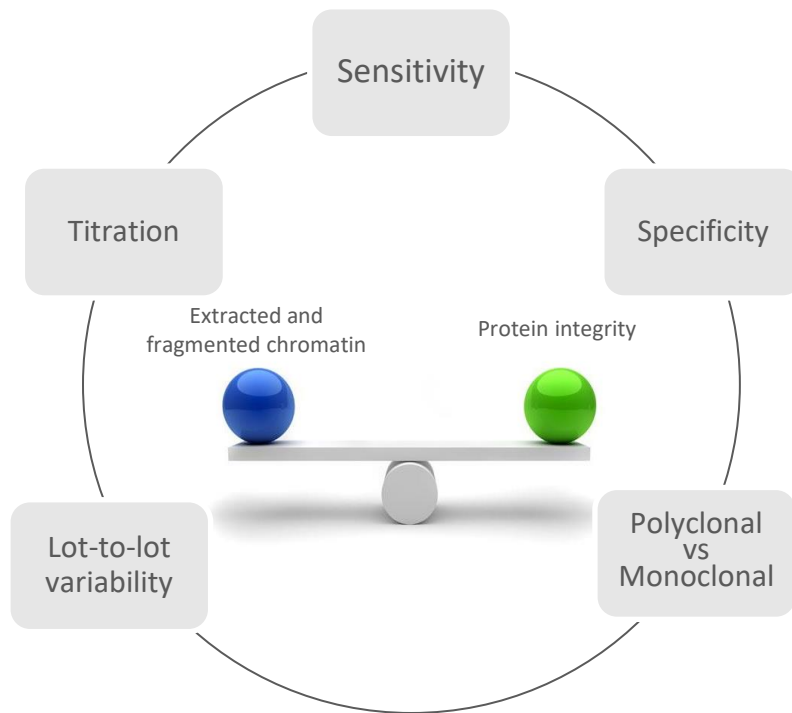 Sensitivity
Titration
Specificity
Extracted and
fragmented chromatin
Protein integrity
Lot-to-lot
variability
Polyclonal
vs
Monoclonal